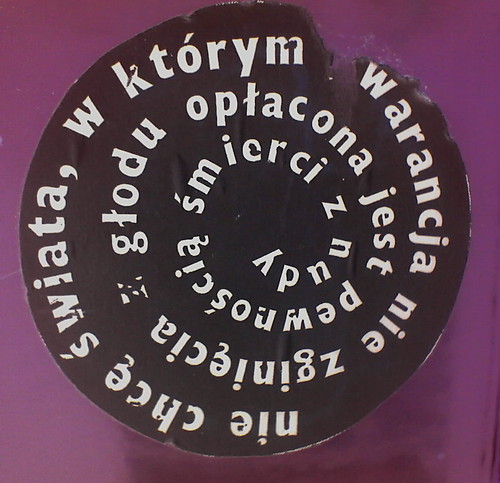 nie chcę świata, w którym warancja nie zginięcia z głodu opłacona jest pewnością śmierci z nudy